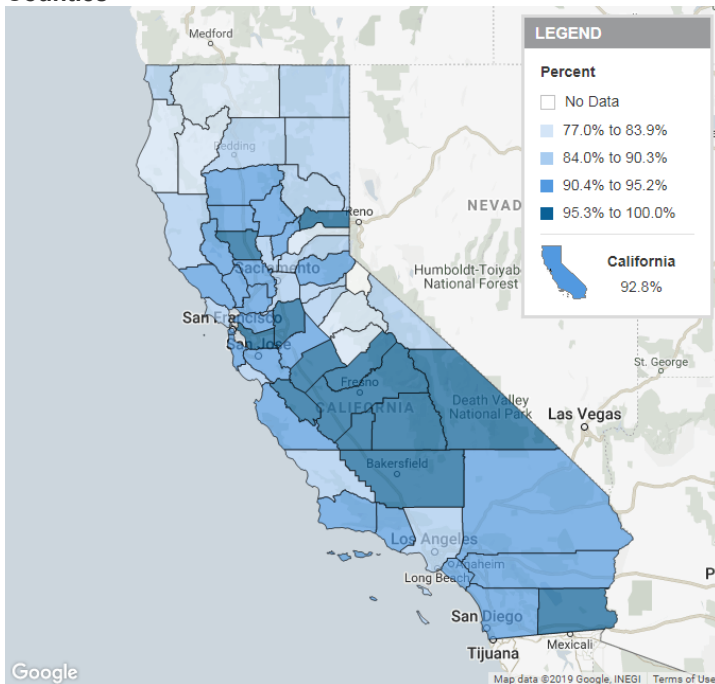 Counties
Medford
LEGEND
Percent
No Data
77.0% to 83.9%
84.0% to 90.3%
90.4% to 95.2%
95.3% to 100.0%
California
92.8%
Redding
NEVAD
Reno
Sacramento
Humboldt-Toiyab
National Forest
San Francisco
San Jose
St. George
Fresno
Death Valley
National Park
CALIFORNIA
Las Vegas
Bakersfield
Los Angeles
Anaheim
Long Beach
P
San Diego
Tijuana
Mexicali
Google
Map data ©2019 Google, INEGI
Terms of Use